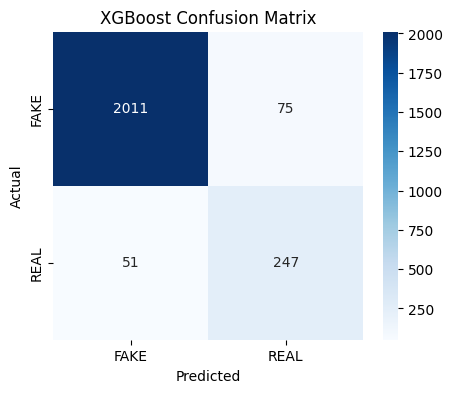 XGBoost Confusion Matrix
Actual
FAKE
REAL
2011 75
51 247
FAKE REAL
Predicted
2000
1750
1500
1250
1000
750
500
250